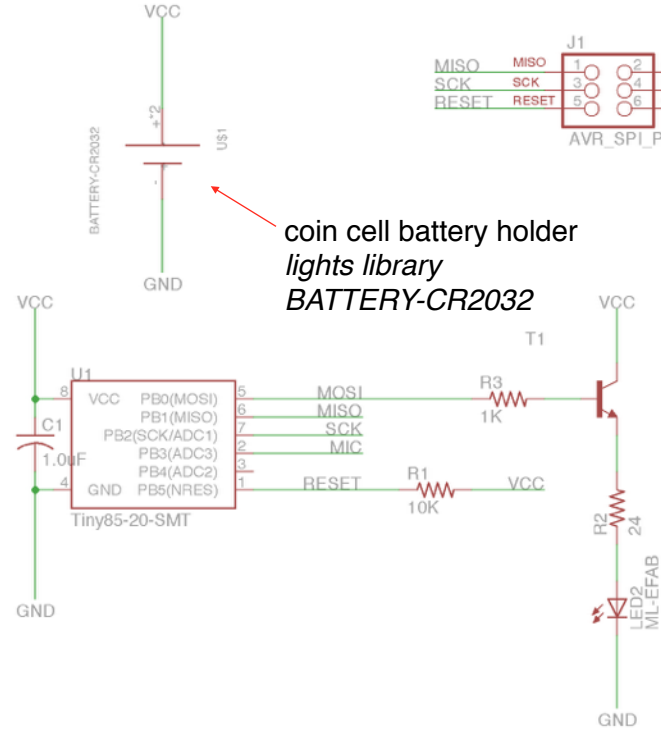 VCC
+*2
U$1
BATTERY-CR2032
-
GND
J1
MISO MISO 1 2
SCK SCK 3 4
RESET RESET 5 6
AVR_SPI_P
coin cell battery holder
lights library
BATTERY-CR2032
VCC
U1
8 VCC PB0(MOSI) 5 MOSI
PB1(MISO) 6 MISO
PB2(SCK/ADC1) 7 SCK
PB3(ADC3) 2 MIC
PB4(ADC2) 3
4 GND PB5(NRES) 1 RESET
Tiny85-20-SMT
C1
1.0uF
GND
R3
1K
R1
10K
VCC
VCC
T1
R2
24
LED2
ML-EFAB
GND